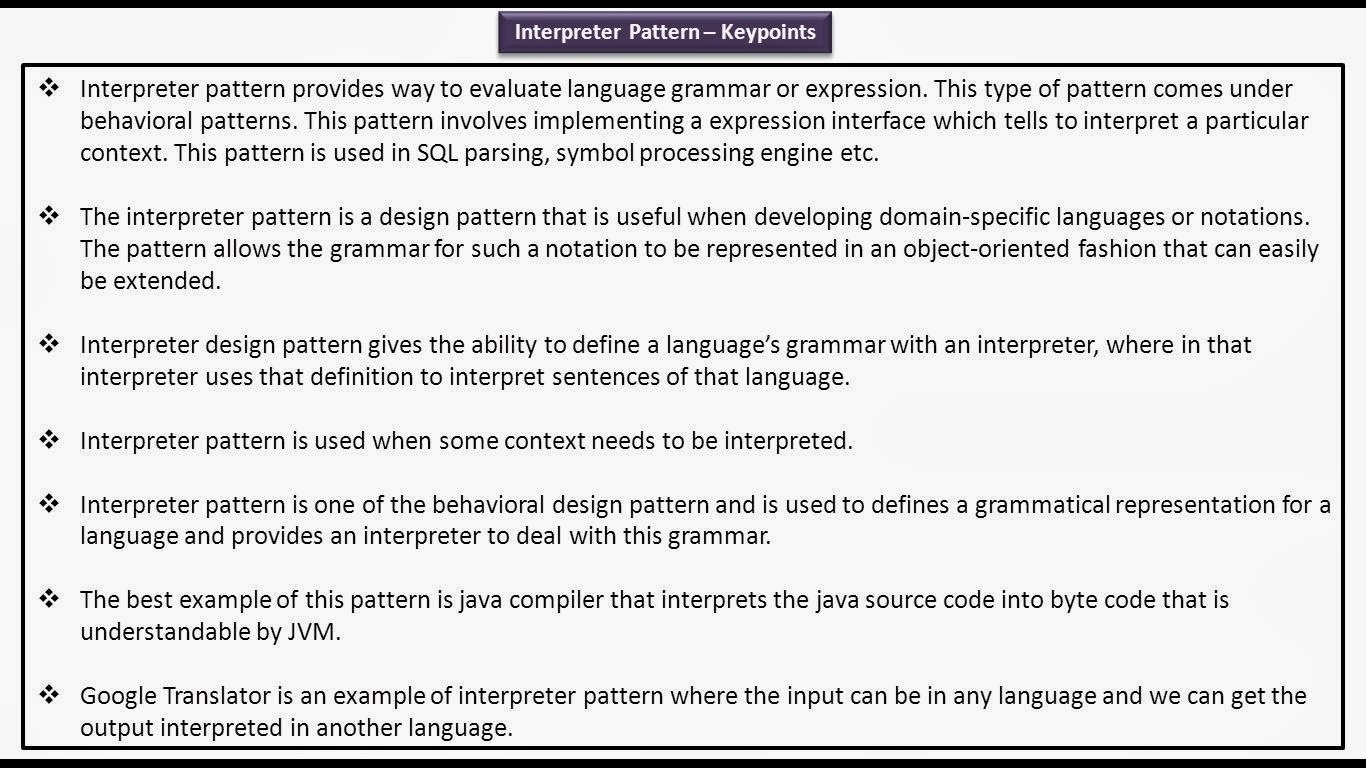 Interpreter Pattern – Keypoints
❖ Interpreter pattern provides way to evaluate language grammar or expression. This type of pattern comes under
behavioral patterns. This pattern involves implementing a expression interface which tells to interpret a particular
context. This pattern is used in SQL parsing, symbol processing engine etc.
❖ The interpreter pattern is a design pattern that is useful when developing domain-specific languages or notations.
The pattern allows the grammar for such a notation to be represented in an object-oriented fashion that can easily
be extended.
❖ Interpreter design pattern gives the ability to define a language’s grammar with an interpreter, where in that
interpreter uses that definition to interpret sentences of that language.
❖ Interpreter pattern is used when some context needs to be interpreted.
❖ Interpreter pattern is one of the behavioral design pattern and is used to defines a grammatical representation for a
language and provides an interpreter to deal with this grammar.
❖ The best example of this pattern is java compiler that interprets the java source code into byte code that is
understandable by JVM.
❖ Google Translator is an example of interpreter pattern where the input can be in any language and we can get the
output interpreted in another language.